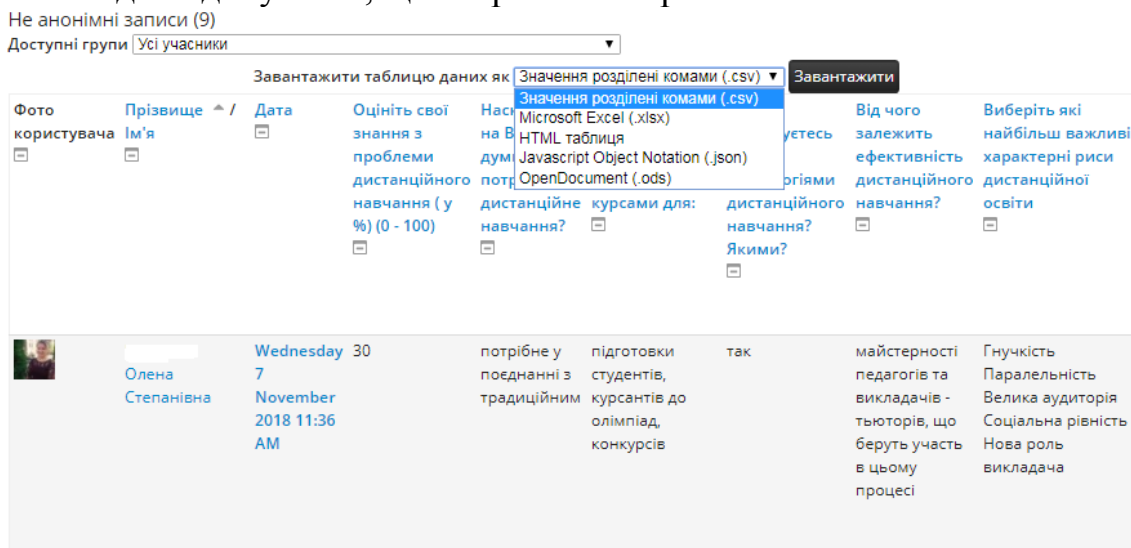 Не анонімні записи (9)
Доступні групи Усі учасники
Завантажити таблицю даних як Значення розділені комами (.csv) Завантажити
Значення розділені комами (.csv)
Microsoft Excel (.xlsx)
HTML таблиця
Javascript Object Notation (.json)
OpenDocument (.ods)
Фото
користувача
Прізвище /
Ім'я
Дата
Оцініть свої
знання з
проблеми
дистанційного
навчання ( у
%) (0 - 100)
на В
дистанційне
навчання?
курсами для:
дистанційного
навчання?
Якими?
Від чого
залежить
ефективність
дистанційного
навчання?
Виберіть які
найбільш важливі
характерні риси
дистанційної
освіти
Олена
Степанівна
Wednesday
7
November
2018 11:36
AM
30
потрібне у
поєднанні з
традиційним
підготовки
студентів,
курсантів до
олімпіад,
конкурсів
так
майстерності
педагогів та
викладачів -
тьюторів, що
беруть участь
в цьому
процесі
Гнучкість
Паралельність
Велика аудиторія
Соціальна рівність
Нова роль
викладача